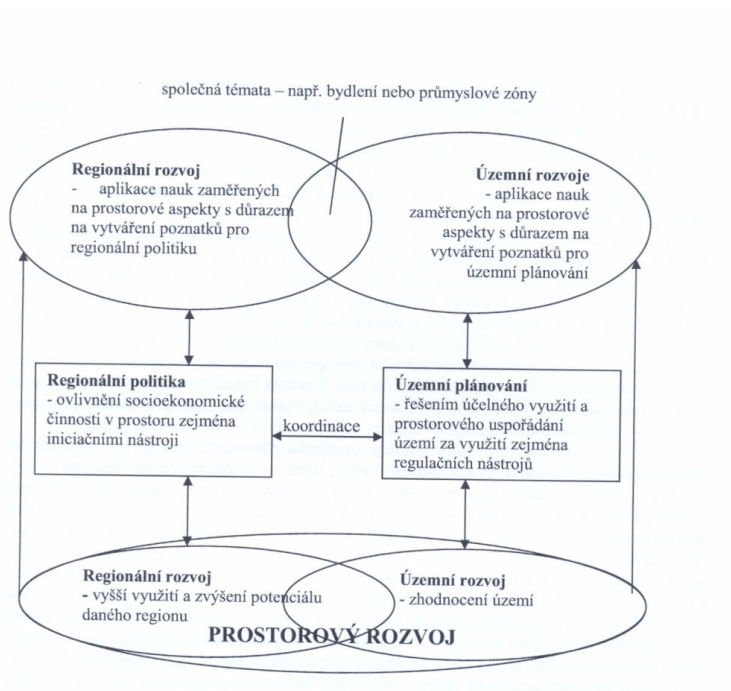 společná témata – např. bydlení nebo průmyslové zóny
Regionální rozvoj
- aplikace nauk zaměřených
na prostorové aspekty s důrazem
na vytváření poznatků pro
regionální politiku
Územní rozvoje
- aplikace nauk
zaměřených na prostorové
aspekty s důrazem na
vytváření poznatků pro
územní plánování
Regionální politika
- ovlivnění socioekonomické
činnosti v prostoru zejména
iniciačními nástroji
koordinace
Územní plánování
- řešením účelného využití a
prostorového uspořádání
území za využití zejména
regulačních nástrojů
Regionální rozvoj
- vyšší využití a zvýšení potenciálu
daného regionu
Územní rozvoj
- zhodnocení území
PROSTOROVÝ ROZVOJ